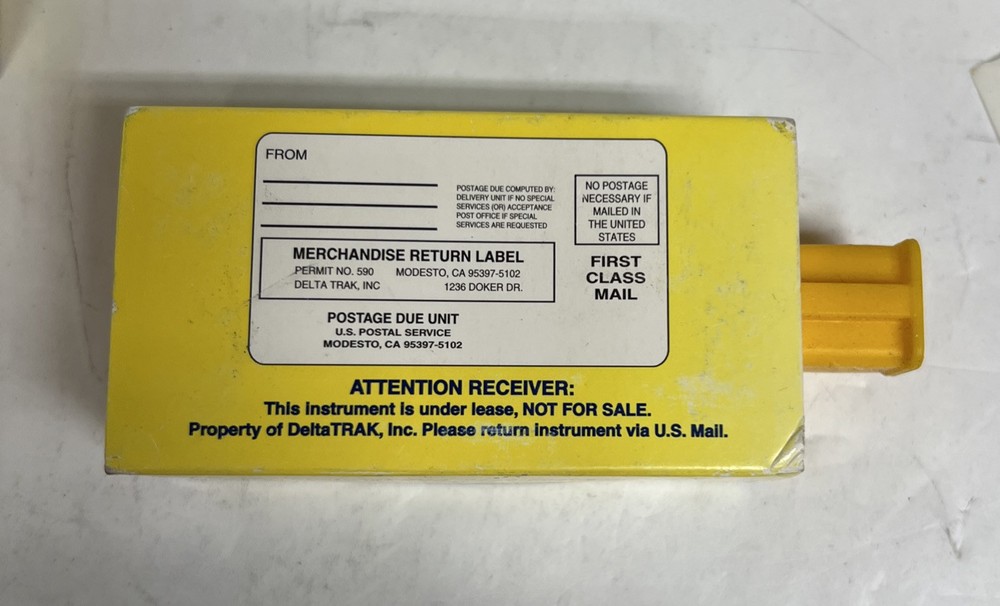 FROM
POSTAGE DUE COMPUTED BY:
DELIVERY UNIT IF NO SPECIAL
SERVICES (OR) ACCEPTANCE
POST OFFICE IF SPECIAL
SERVICES ARE REQUESTED
NO POSTAGE
NECESSARY IF
MAILED IN
THE UNITED
STATES
FIRST
CLASS
MAIL
MERCHANDISE RETURN LABEL
PERMIT NO. 590 MODESTO, CA 95397-5102
DELTA TRAK, INC 1236 DOKER DR.
POSTAGE DUE UNIT
U.S. POSTAL SERVICE
MODESTO, CA 95397-5102
ATTENTION RECEIVER:
This instrument is under lease, NOT FOR SALE.
Property of DeltaTRAK, Inc. Please return instrument via U.S. Mail.